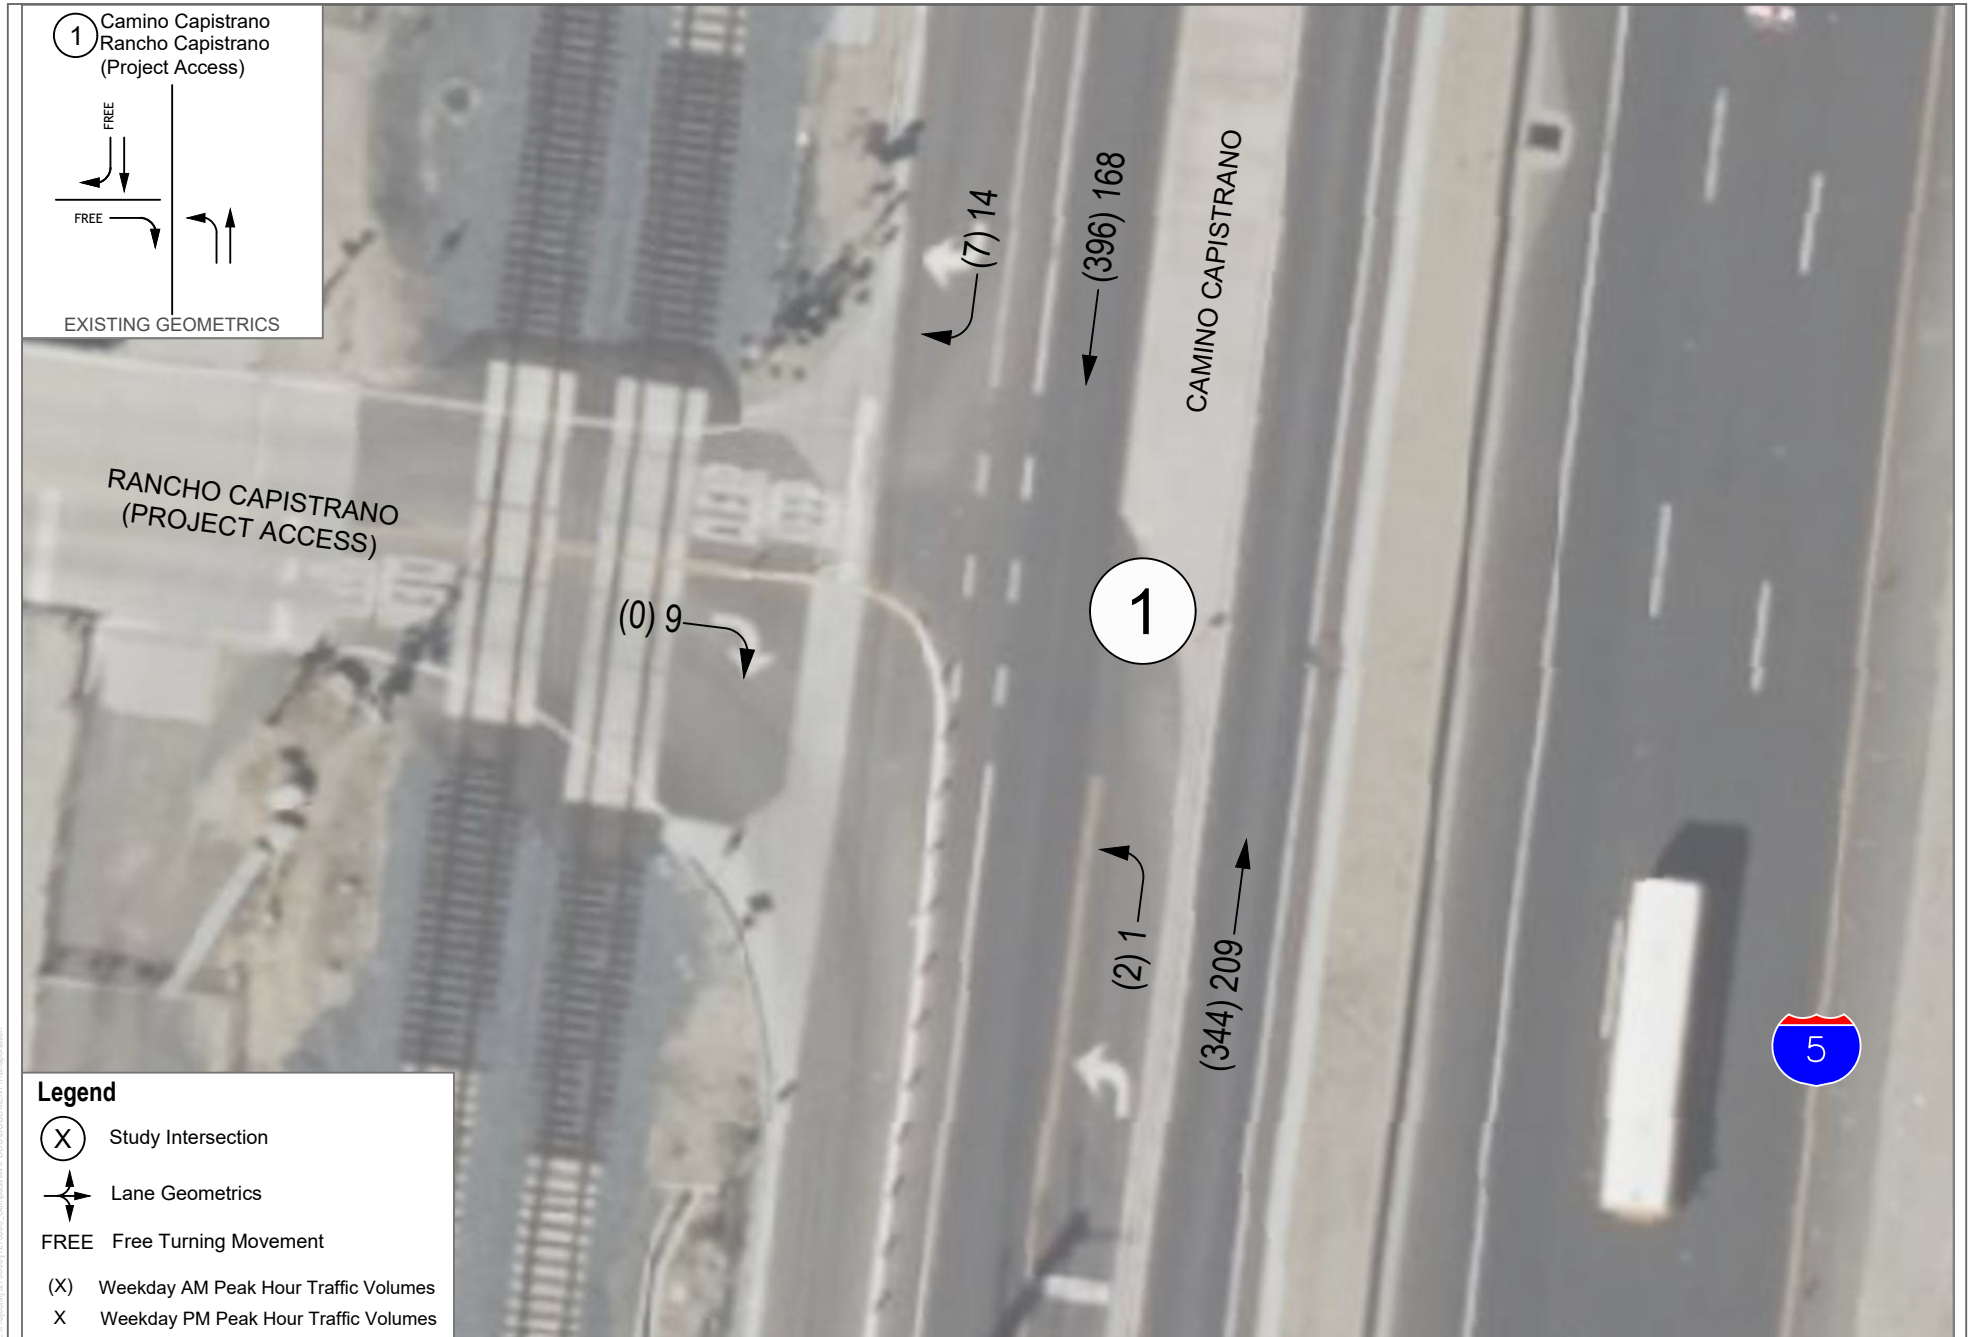 1
Camino Capistrano
Rancho Capistrano
(Project Access)
FREE
FREE
EXISTING GEOMETRICS
(7) 14
(396) 168
CAMINO CAPISTRANO
RANCHO CAPISTRANO
(PROJECT ACCESS)
(0) 9
1
(2) 1
(344) 209
5
Legend
X Study Intersection
Lane Geometrics
FREE Free Turning Movement
(X) Weekday AM Peak Hour Traffic Volumes
X Weekday PM Peak Hour Traffic Volumes